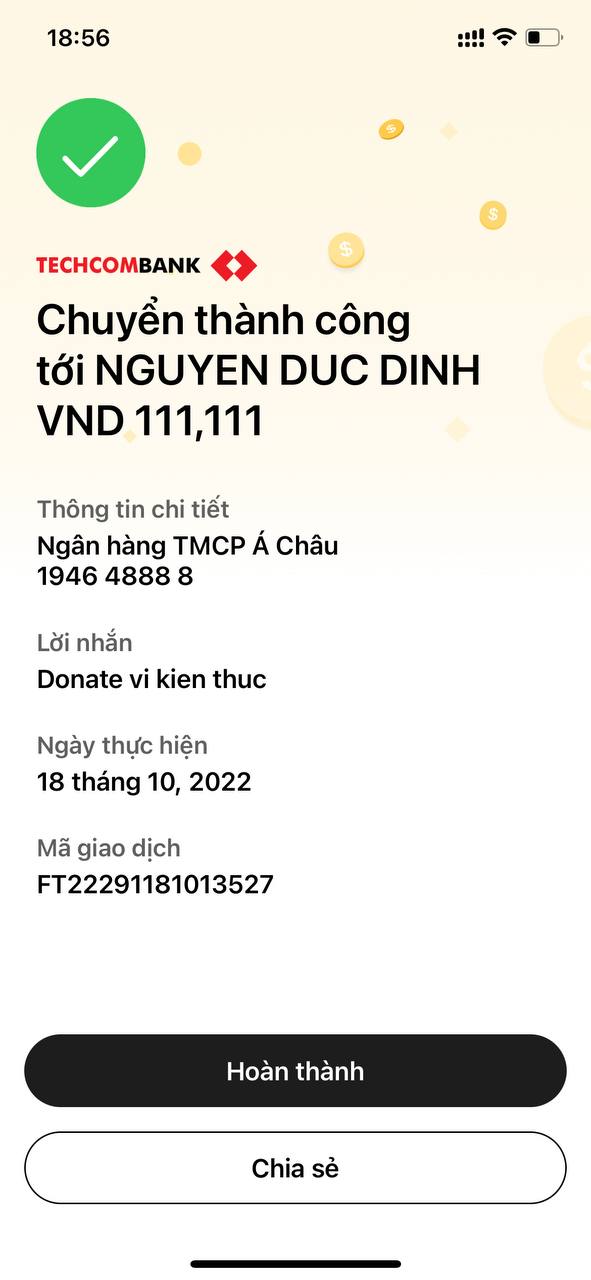 18:56
TECHCOMBANK
Chuyển thành công
tới NGUYEN DUC DINH
VND 111,111
Thông tin chi tiết
Ngân hàng TMCP Á Châu
1946 4888 8
Lời nhắn
Donate vi kien thuc
Ngày thực hiện
18 tháng 10, 2022
Mã giao dịch
FT22291181013527
Hoàn thành
Chia sẻ